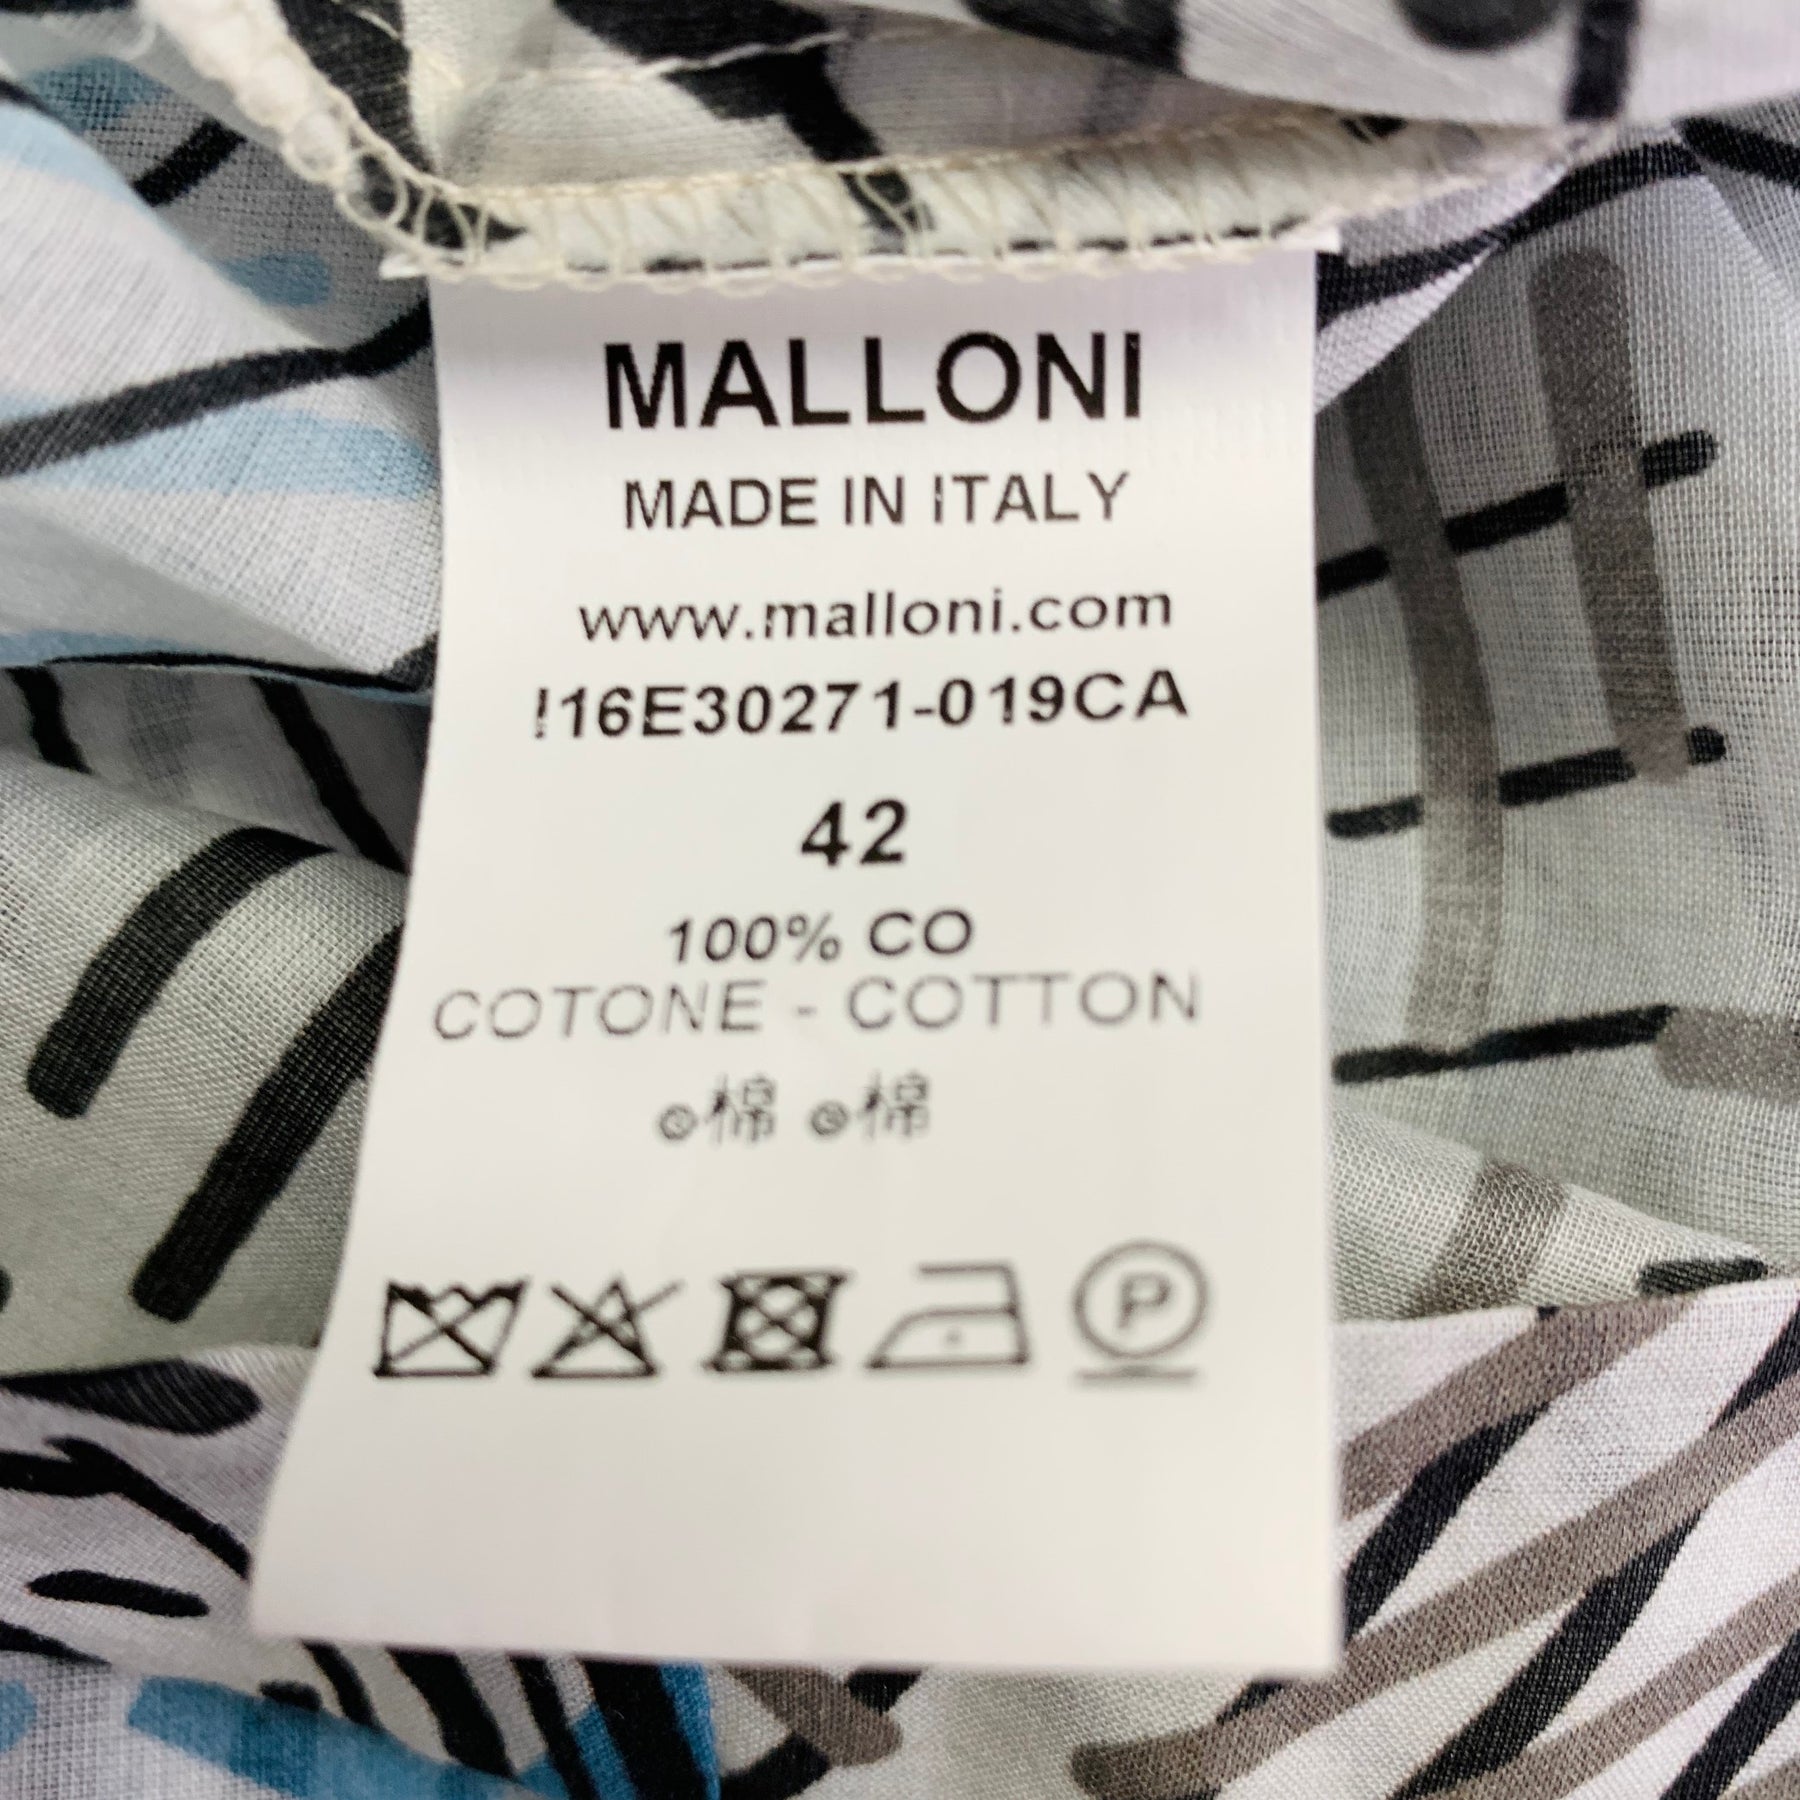 MALLONI
MADE IN ITALY
www.malloni.com
!16E30271-019CA
42
100% CO
COTONE - COTTON
⊙棉 ⊙棉
P